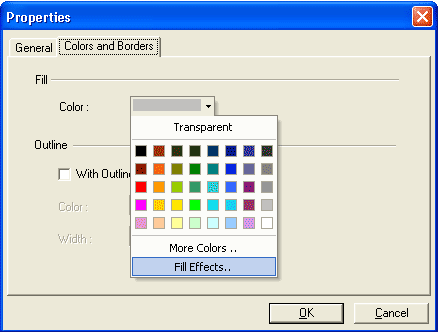 Properties
General
Colors and Borders
Fill
Color :
Transparent
Outline
With Outline
Color :
Width :
More Colors ..
Fill Effects..
OK
Cancel